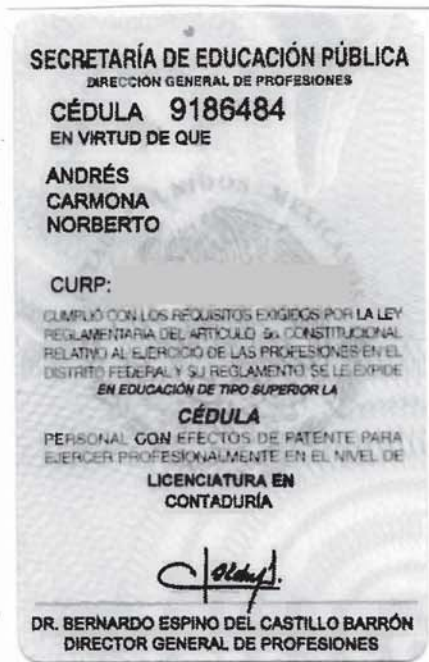 SECRETARÍA DE EDUCACIÓN PÚBLICA
DIRECCIÓN GENERAL DE PROFESIONES
CÉDULA 9186484
EN VIRTUD DE QUE
ANDRÉS
CARMONA
NORBERTO
CURP:
CUMPLIÓ CON LOS REQUISITOS EXIGIDOS POR LA LEY
REGLAMENTARIA DEL ARTÍCULO 5o. CONSTITUCIONAL
RELATIVO AL EJERCICIO DE LAS PROFESIONES EN EL
DISTRITO FEDERAL Y SU REGLAMENTO SE LE EXPIDE
EN EDUCACIÓN DE TIPO SUPERIOR LA
CÉDULA
PERSONAL CON EFECTOS DE PATENTE PARA
EJERCER PROFESIONALMENTE EN EL NIVEL DE
LICENCIATURA EN
CONTADURÍA
DR. BERNARDO ESPINO DEL CASTILLO BARRÓN
DIRECTOR GENERAL DE PROFESIONES